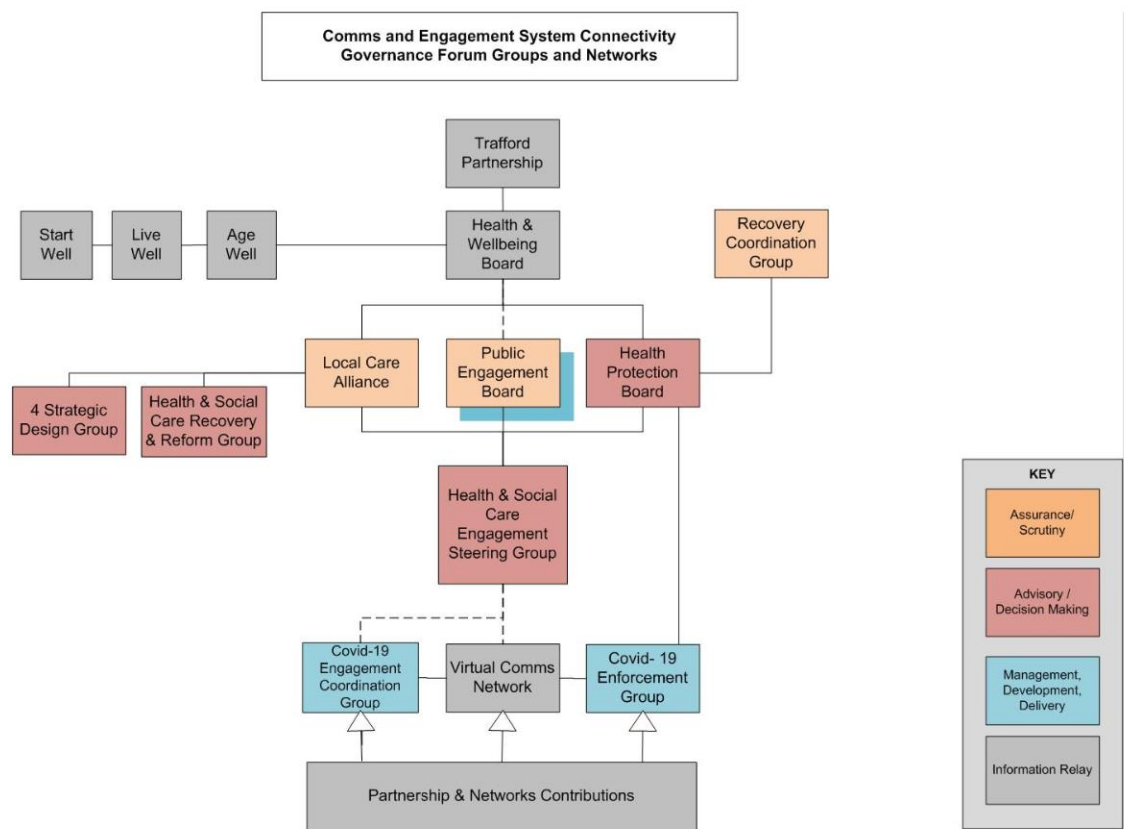 Comms and Engagement System Connectivity
Governance Forum Groups and Networks
Trafford
Partnership
Start
Well
Live
Well
Age
Well
Health &
Wellbeing
Board
Recovery
Coordination
Group
Local Care
Alliance
Public
Engagement
Board
Health
Protection
Board
4 Strategic
Design Group
Health & Social
Care Recovery
& Reform Group
Health & Social
Care
Engagement
Steering Group
Covid-19
Engagement
Coordination
Group
Virtual Comms
Network
Covid- 19
Enforcement
Group
Partnership & Networks Contributions
KEY
Assurance/
Scrutiny
Advisory /
Decision Making
Management,
Development,
Delivery
Information Relay